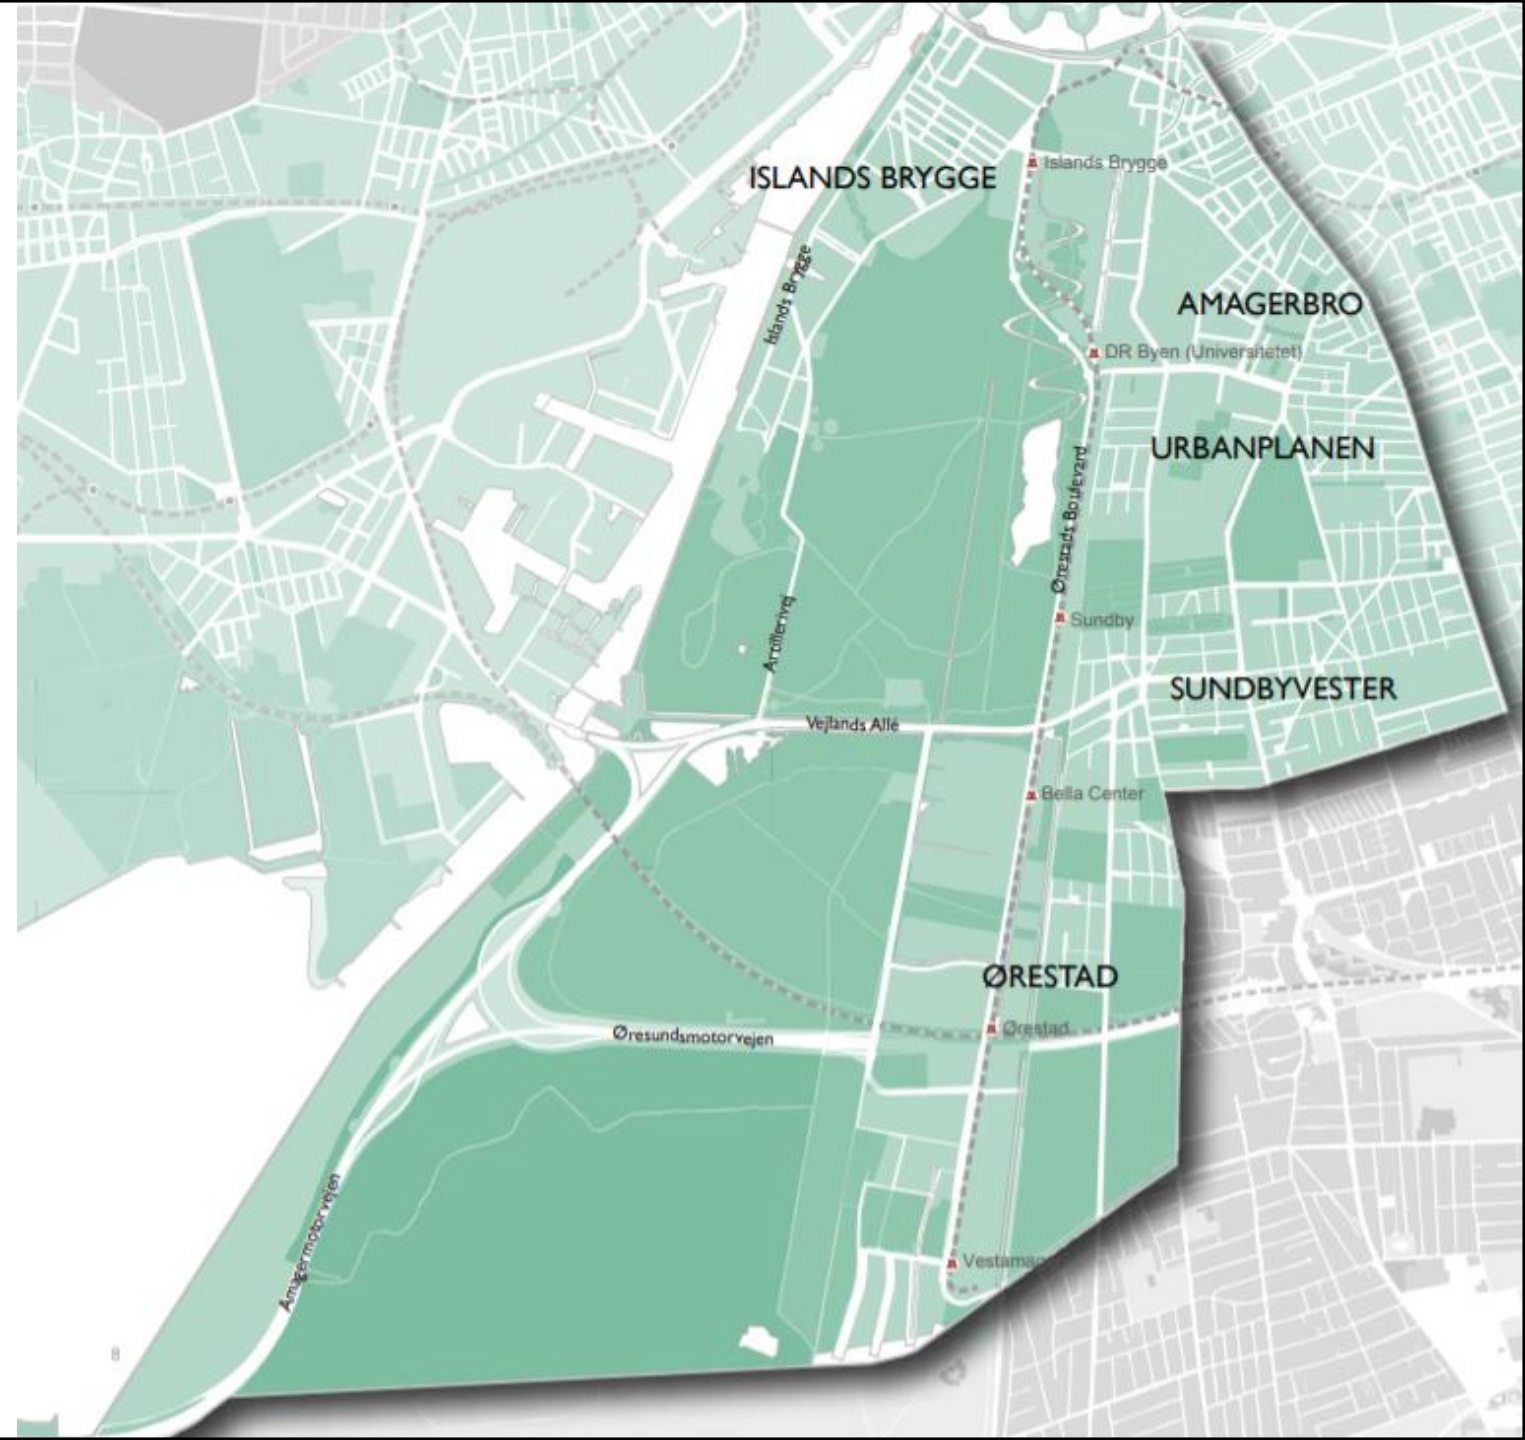 ISLANDS BRYGGE
Islands Brygge
Islands Brygge
AMAGERBRO
DR Byen (Universitetet)
URBANPLANEN
Ørestads Boulevard
Artillerivej
Sundby
SUNDBYVESTER
Vejlands Allé
Bella Center
ØRESTAD
Ørestad
Øresundsmotorvejen
Amagermotorvejen
Vestama
8